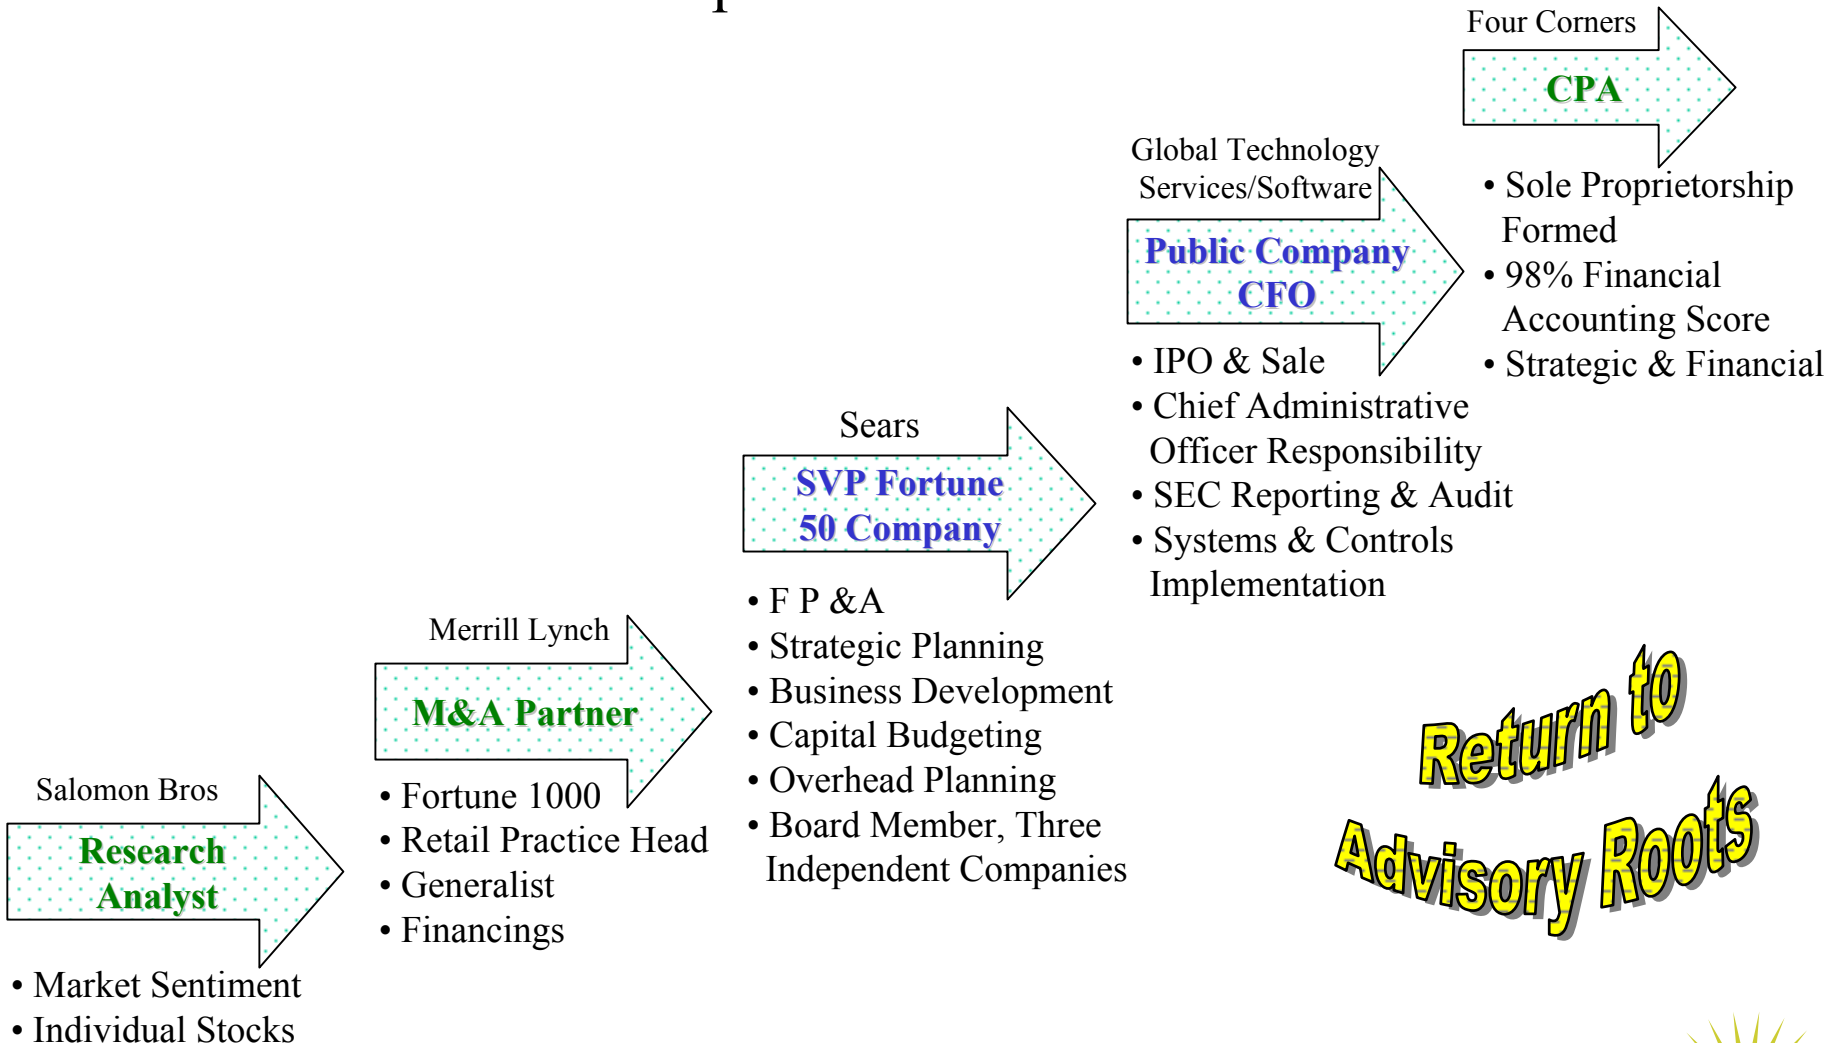 Salomon Bros
Research
Analyst
• Market Sentiment
• Individual Stocks
Merrill Lynch
M&A Partner
• Fortune 1000
• Retail Practice Head
• Generalist
• Financings
Sears
SVP Fortune
50 Company
• F P &A
• Strategic Planning
• Business Development
• Capital Budgeting
• Overhead Planning
• Board Member, Three
Independent Companies
Global Technology
Services/Software
Public Company
CFO
• IPO & Sale
• Chief Administrative
Officer Responsibility
• SEC Reporting & Audit
• Systems & Controls
Implementation
Four Corners
CPA
• Sole Proprietorship
Formed
• 98% Financial
Accounting Score
• Strategic & Financial
Return to
Advisory Roots